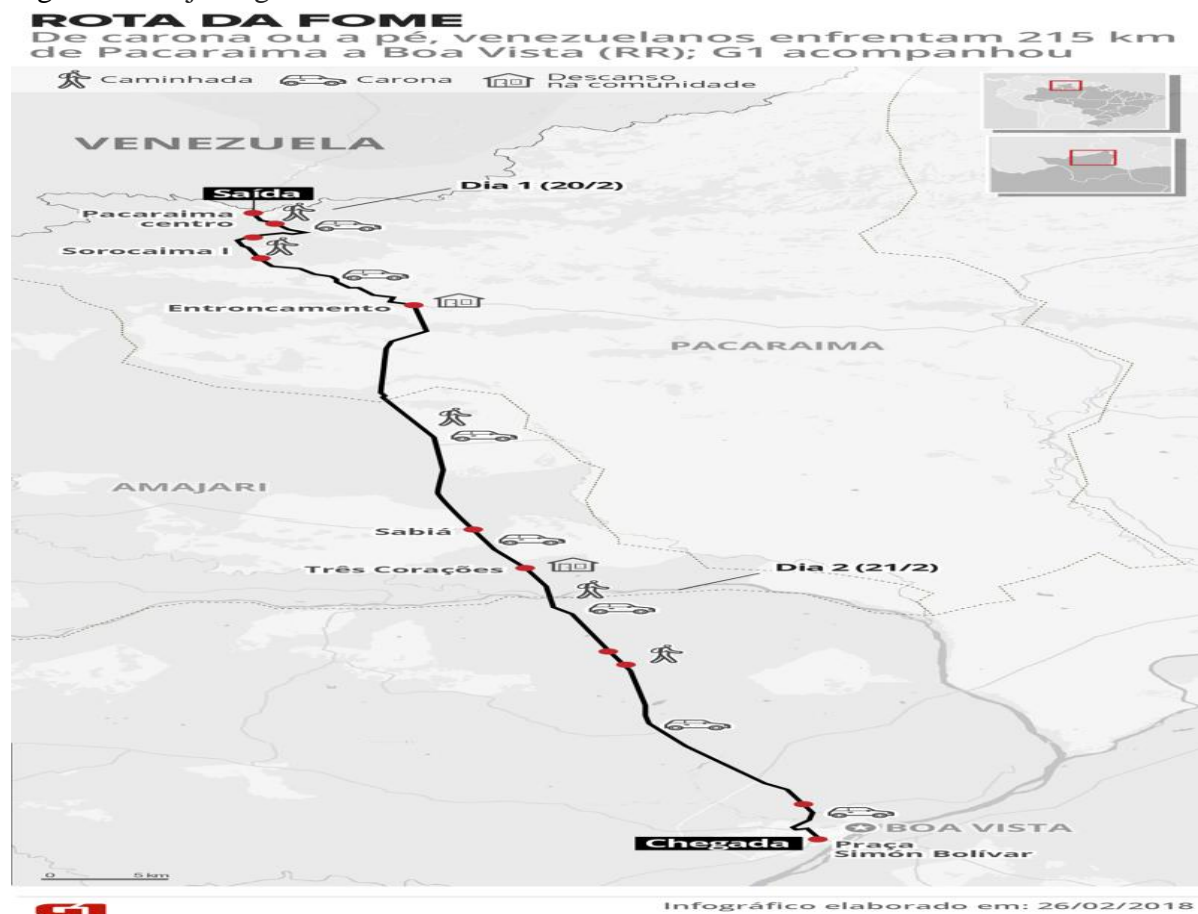 ROTA DA FOME
De carona ou a pé, venezuelanos enfrentam 215 km
de Pacaraima a Boa Vista (RR); G1 acompanhou
Caminhada Carona Descanso
na comunidade
VENEZUELA
Saída
Dia 1 (20/2)
Pacaraima
centro
Sorocaima I
Entroncamento
PACARAIMA
AMAJARI
Sabiá
Três Corações
Dia 2 (21/2)
BOA VISTA
Chegada
Praça
Simón Bolívar
0 5 km
Infográfico elaborado em: 26/02/2018